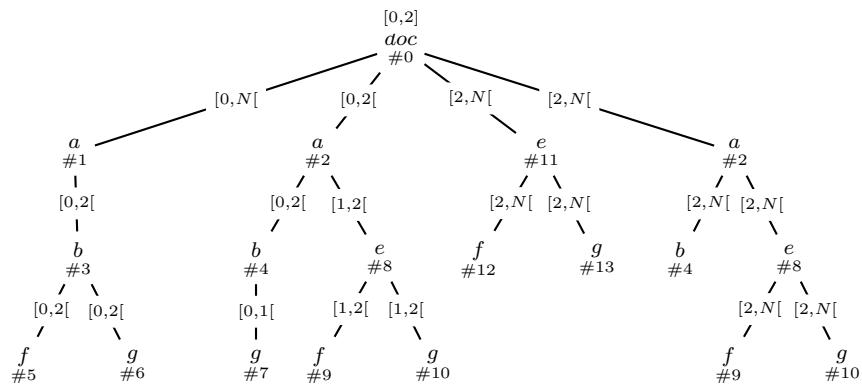 [0,2]
doc
#0
[0,N[ [0,2[ [2,N[ [2,N[
a a e a
#1 #2 #11 #2
[0,2[ [0,2[ [1,2[ [2,N[ [2,N[ [2,N[ [2,N[
b b e f g b e
#3 #4 #8 #12 #13 #4 #8
[0,2[ [0,2[ [0,1[ [1,2[ [1,2[ [2,N[ [2,N[
f g g f g f g
#5 #6 #7 #9 #10 #9 #10